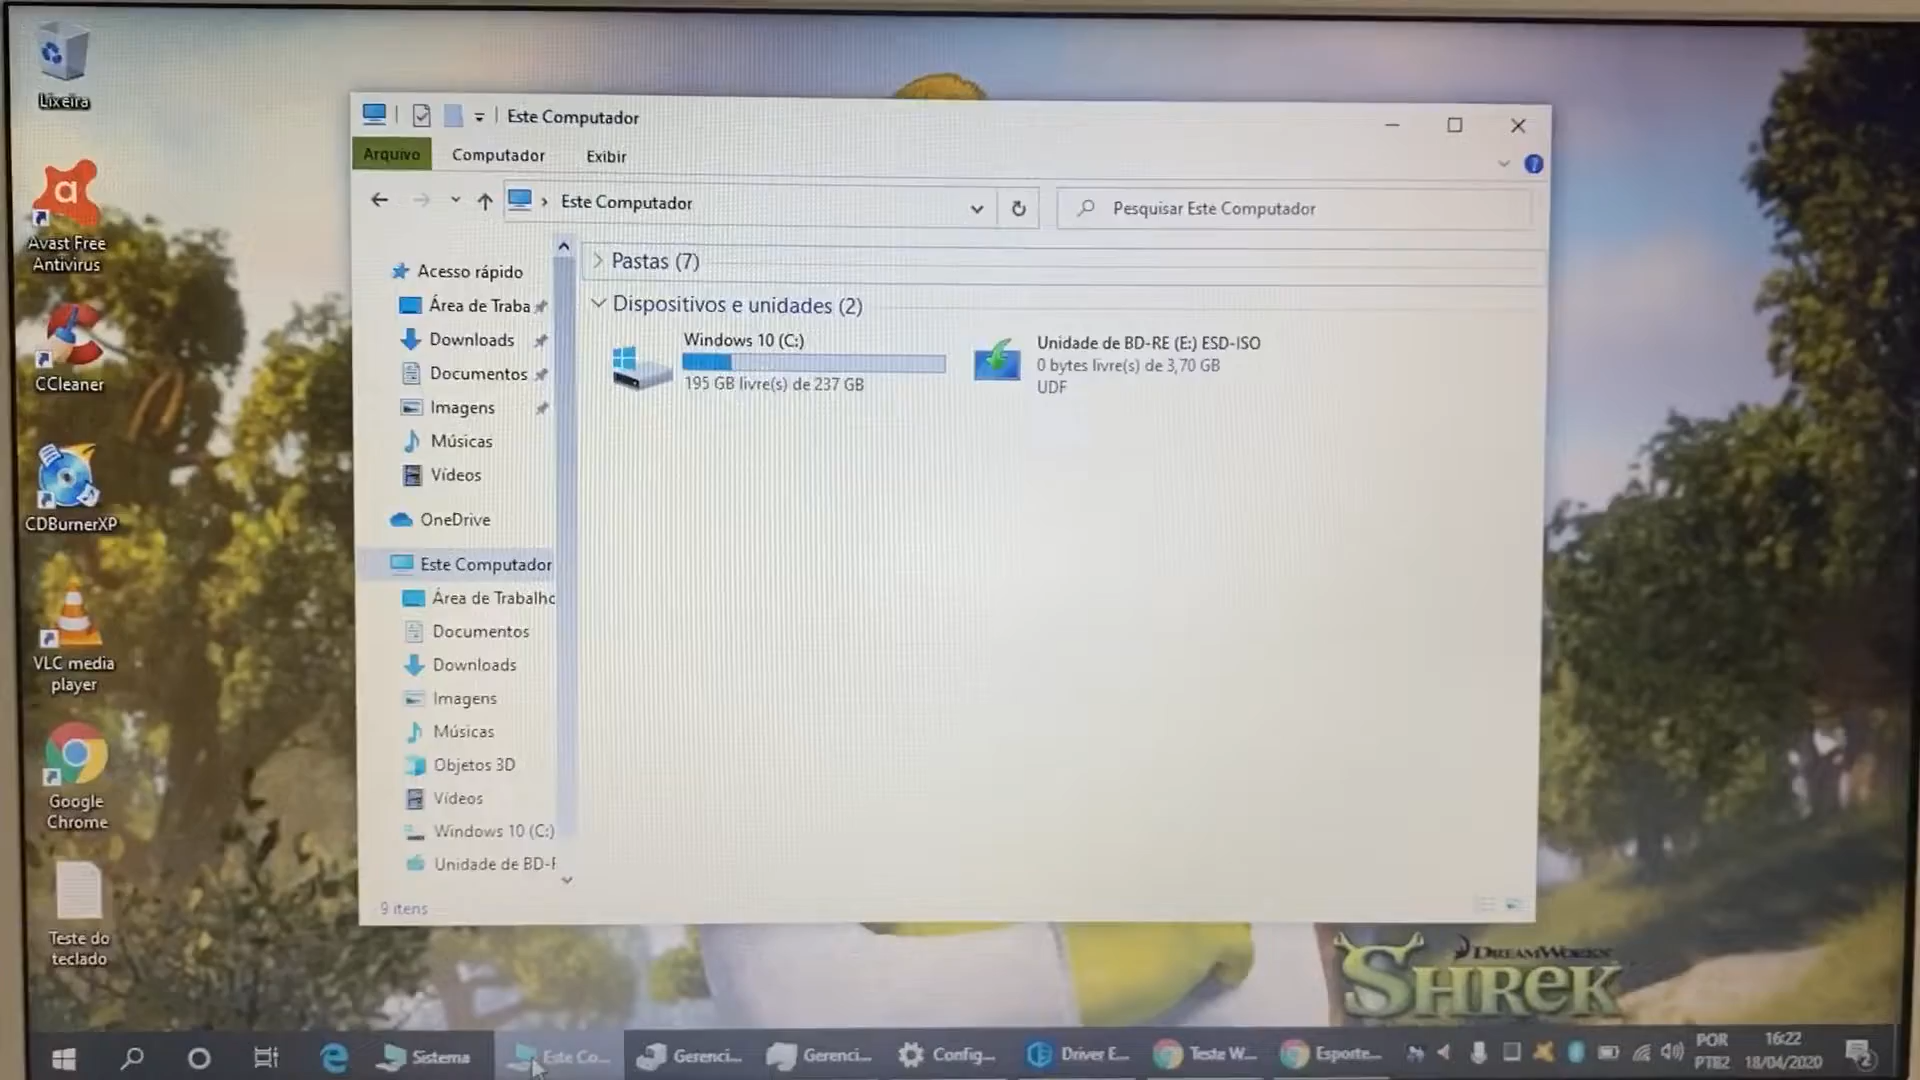 Lixeira
Avast Free
Antivirus
CCleaner
CDBurnerXP
VLC media
player
Google
Chrome
Teste do
teclado
Este Computador
Arquivo
Computador
Exibir
Este Computador
Pesquisar Este Computador
Acesso rápido
Área de Traba
Downloads
Documentos
Imagens
Músicas
Vídeos
OneDrive
Este Computador
Área de Trabalho
Documentos
Downloads
Imagens
Músicas
Objetos 3D
Vídeos
Windows 10 (C:)
Unidade de BD-R
9 itens
Pastas (7)
Dispositivos e unidades (2)
Windows 10 (C:)
195 GB livre(s) de 237 GB
Unidade de BD-RE (E:) ESD-ISO
0 bytes livre(s) de 3,70 GB
UDF
DREAMWORKS
SHREK
Sistema
Este Co...
Gerenci...
Gerenci...
Config...
Driver E...
Teste W...
Esporte...
POR
PTB2
16:22
18/04/2020
2